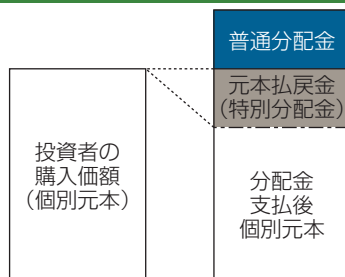 普通分配金
元本払戻金
（特別分配金）
投資者の
購入価額
（個別元本）
分配金
支払後
個別元本